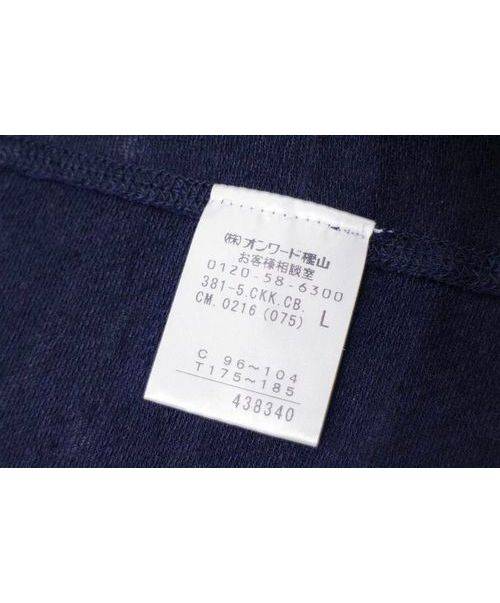 (株)オンワード樫山
お客様相談室
0120-58-6300
381-5.CKK.CB.
CM.0216(075) L
C 96～104
T175～185
438340